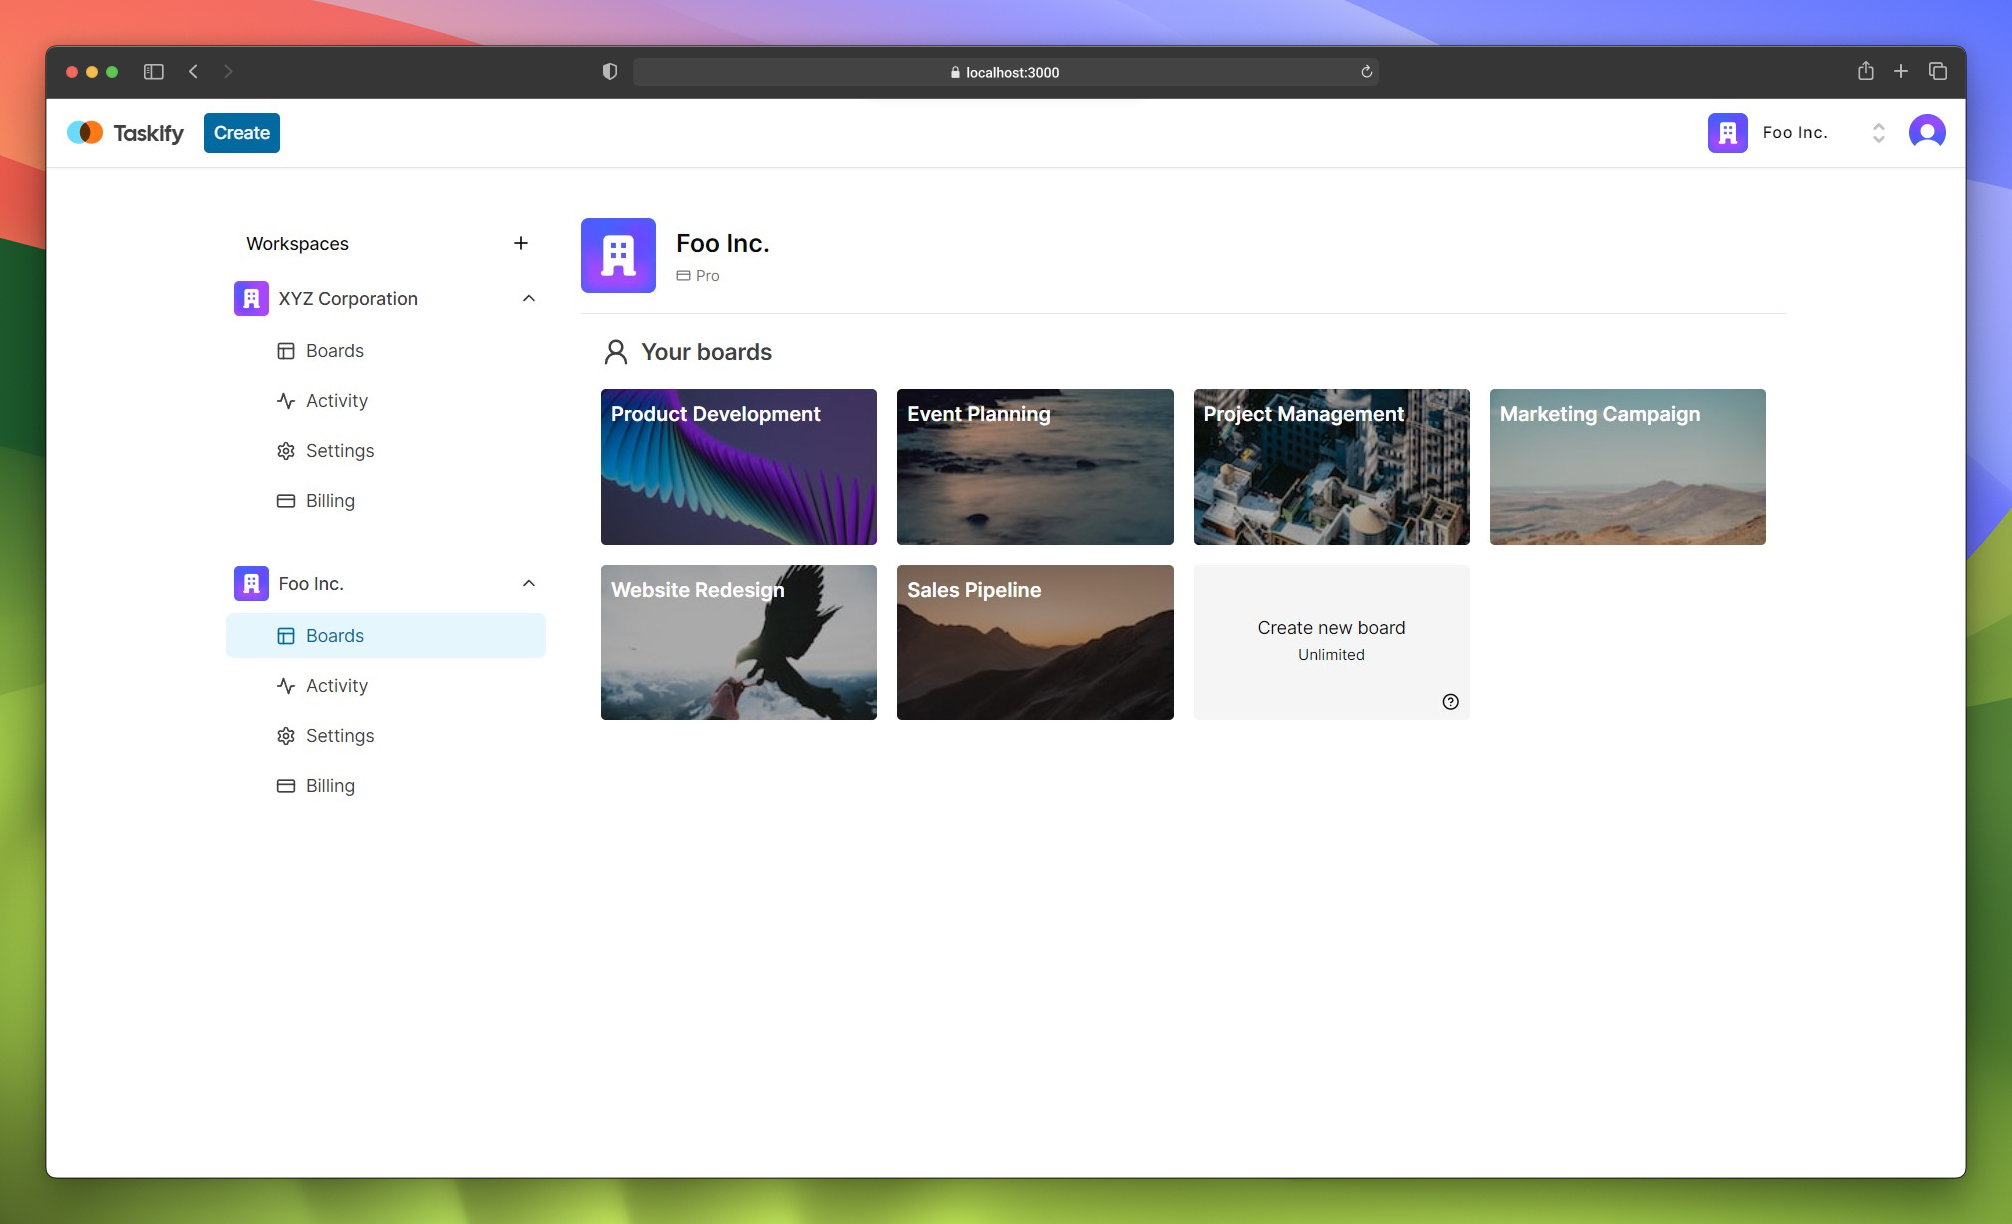 localhost:3000
Taskify
Create
Foo Inc.
Workspaces
XYZ Corporation
Boards
Activity
Settings
Billing
Foo Inc.
Boards
Activity
Settings
Billing
Foo Inc.
Pro
Your boards
Product Development
Event Planning
Project Management
Marketing Campaign
Website Redesign
Sales Pipeline
Create new board
Unlimited